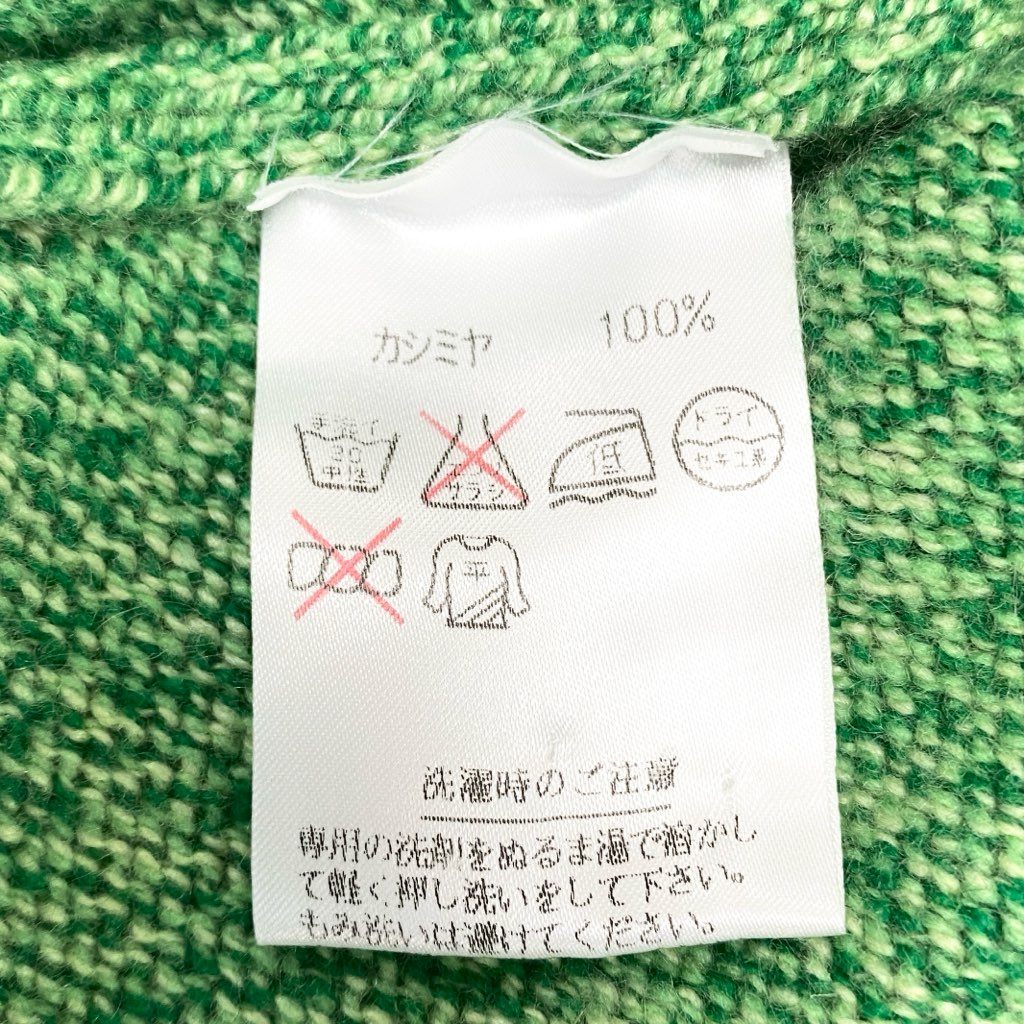 カシミヤ 100%
手洗イ
30
中性
サラシ
低
ドライ
セキユ系
平
洗濯時のご注意
専用の洗剤をぬるま湯で溶かし
て軽く押し洗いをして下さい。
もみ洗いは避けてください。